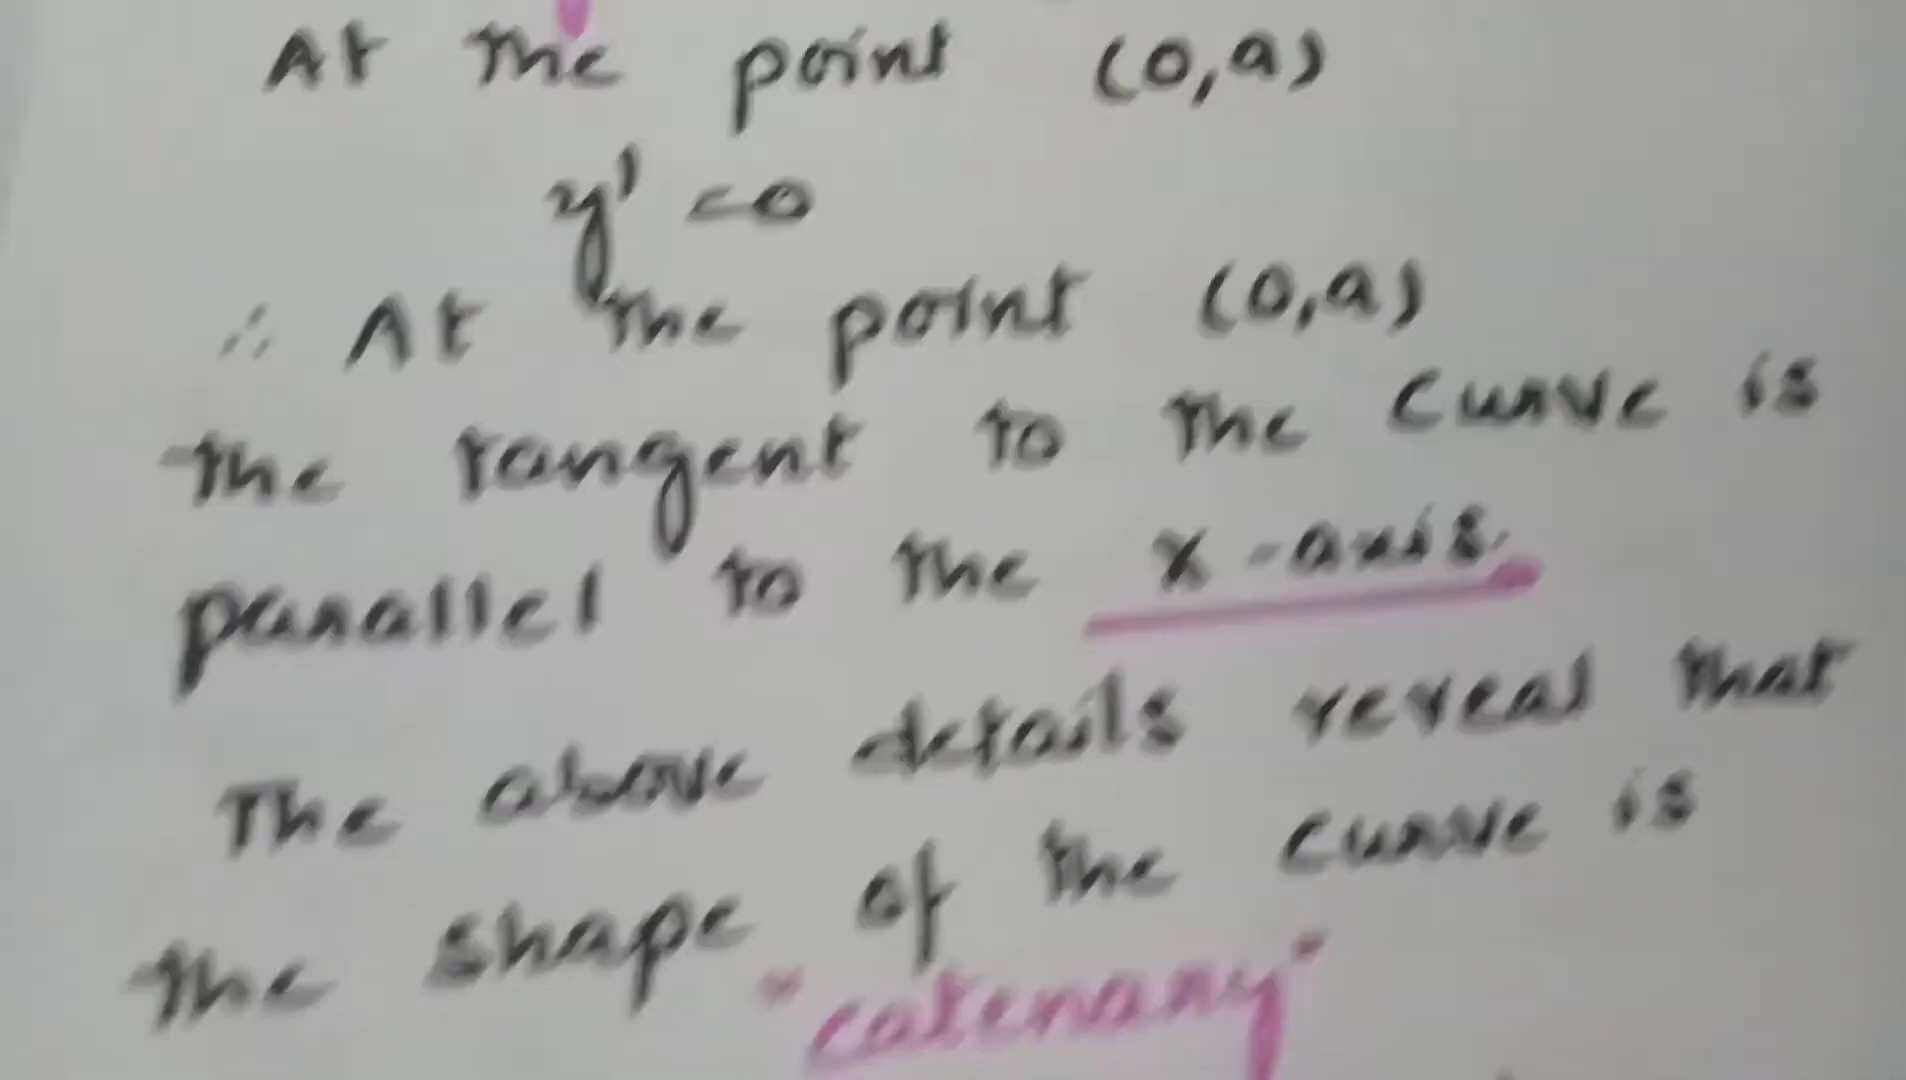 At the point (0,a)
y' = 0
∴ At the point (0,a)
the tangent to the curve is
parallel to the x-axis.
The above details reveal that
the shape of the curve is
"catenary"